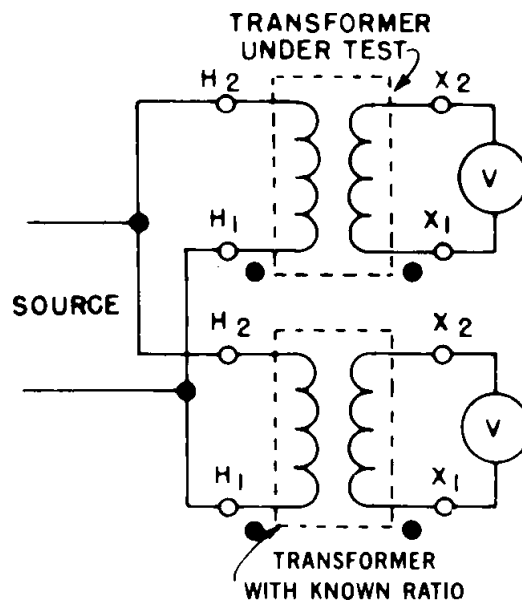 TRANSFORMER
UNDER TEST
H2
X2
V
H1
X1
SOURCE
H2
X2
V
H1
X1
TRANSFORMER
WITH KNOWN RATIO